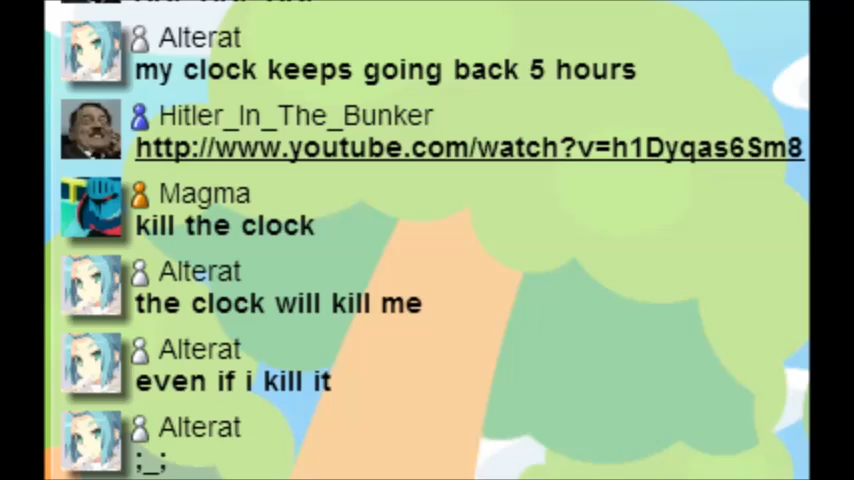 Alterat
my clock keeps going back 5 hours
Hitler_In_The_Bunker
http://www.youtube.com/watch?v=h1Dyqas6Sm8
Magma
kill the clock
Alterat
the clock will kill me
Alterat
even if i kill it
Alterat
;_;